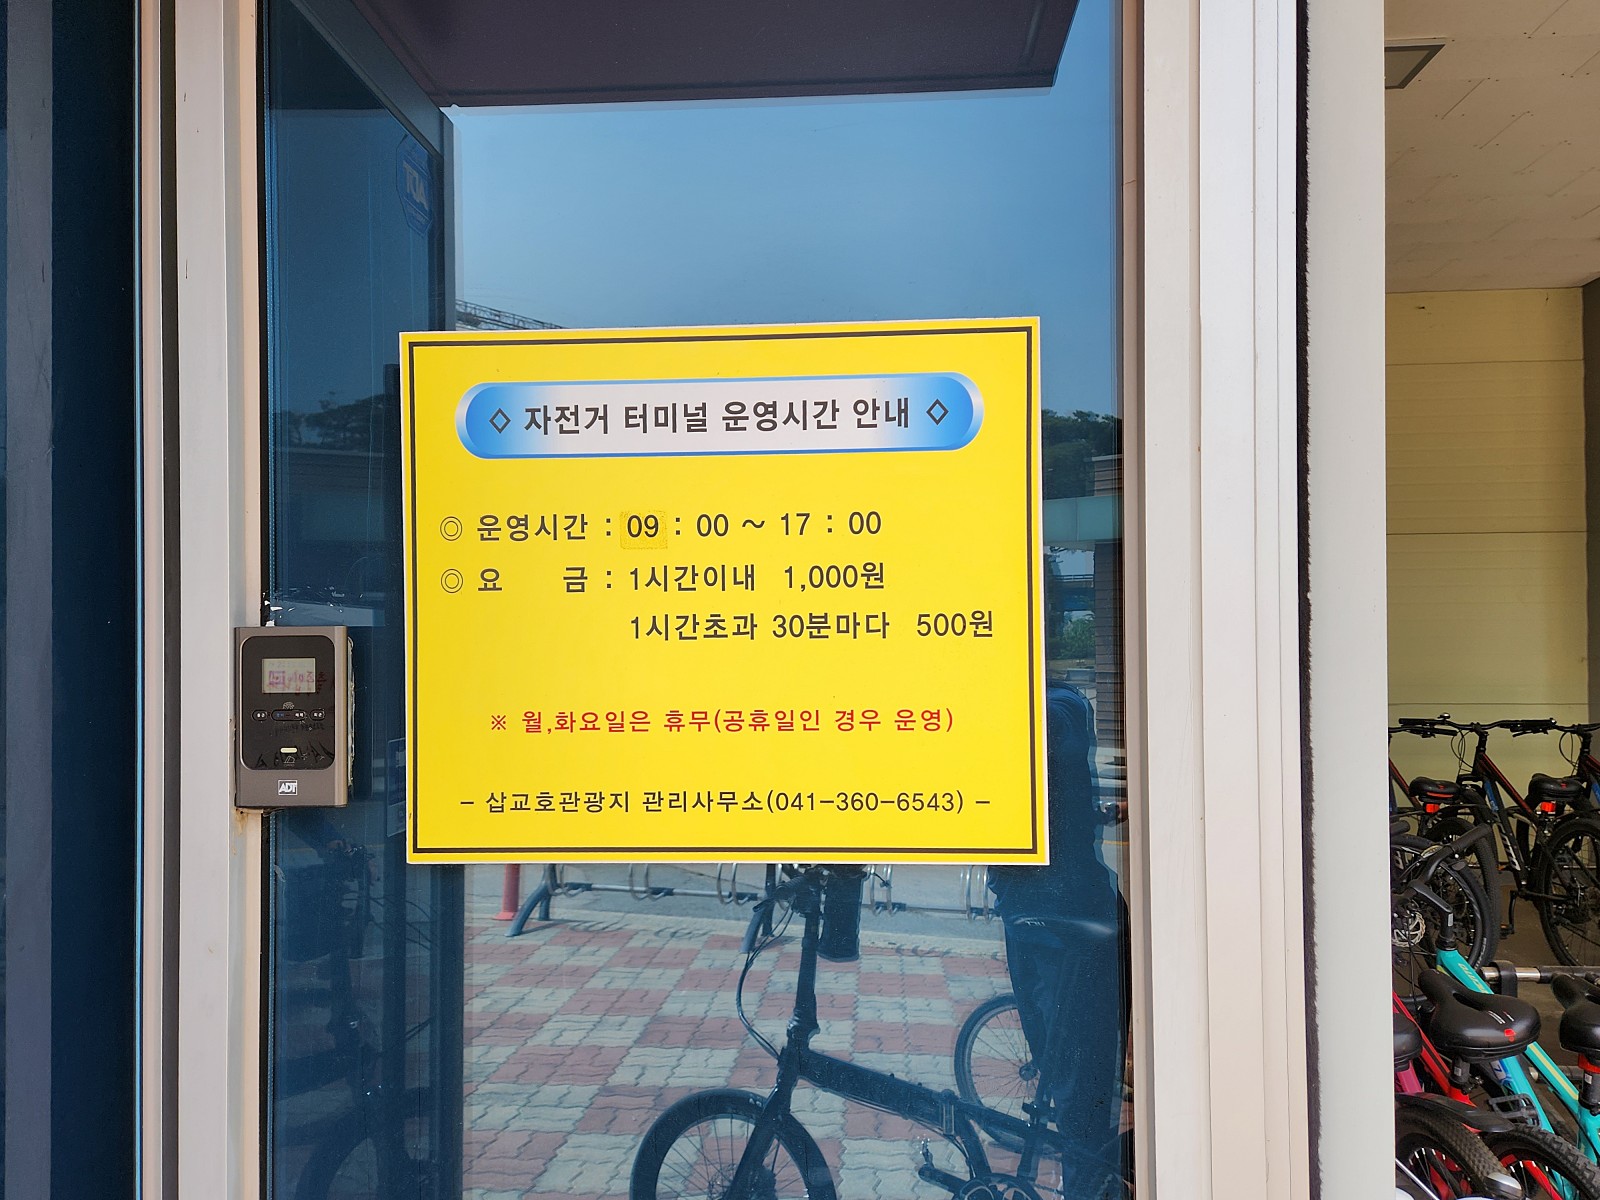 ◇ 자전거 터미널 운영시간 안내 ◇
◎ 운영시간 : 09 : 00 ~ 17 : 00
◎ 요 금 : 1시간이내 1,000원
1시간초과 30분마다 500원
※ 월,화요일은 휴무(공휴일인 경우 운영)
- 삽교호관광지 관리사무소(041-360-6543) -
ADT